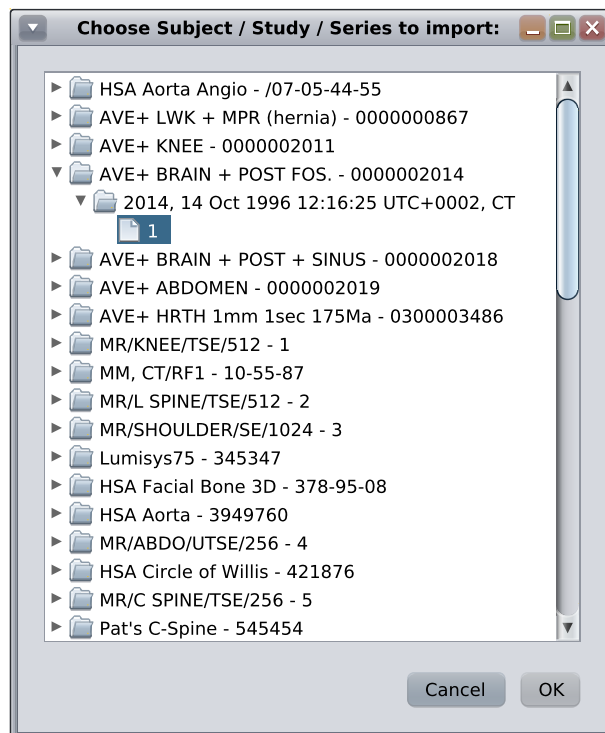 Choose Subject / Study / Series to import:
HSA Aorta Angio - /07-05-44-55
AVE+ LWK + MPR (hernia) - 0000000867
AVE+ KNEE - 0000002011
AVE+ BRAIN + POST FOS. - 0000002014
2014, 14 Oct 1996 12:16:25 UTC+0002, CT
1
AVE+ BRAIN + POST + SINUS - 0000002018
AVE+ ABDOMEN - 0000002019
AVE+ HRTH 1mm 1sec 175Ma - 0300003486
MR/KNEE/TSE/512 - 1
MM, CT/RF1 - 10-55-87
MR/L SPINE/TSE/512 - 2
MR/SHOULDER/SE/1024 - 3
Lumisys75 - 345347
HSA Facial Bone 3D - 378-95-08
HSA Aorta - 3949760
MR/ABDO/UTSE/256 - 4
HSA Circle of Willis - 421876
MR/C SPINE/TSE/256 - 5
Pat's C-Spine - 545454
Cancel OK